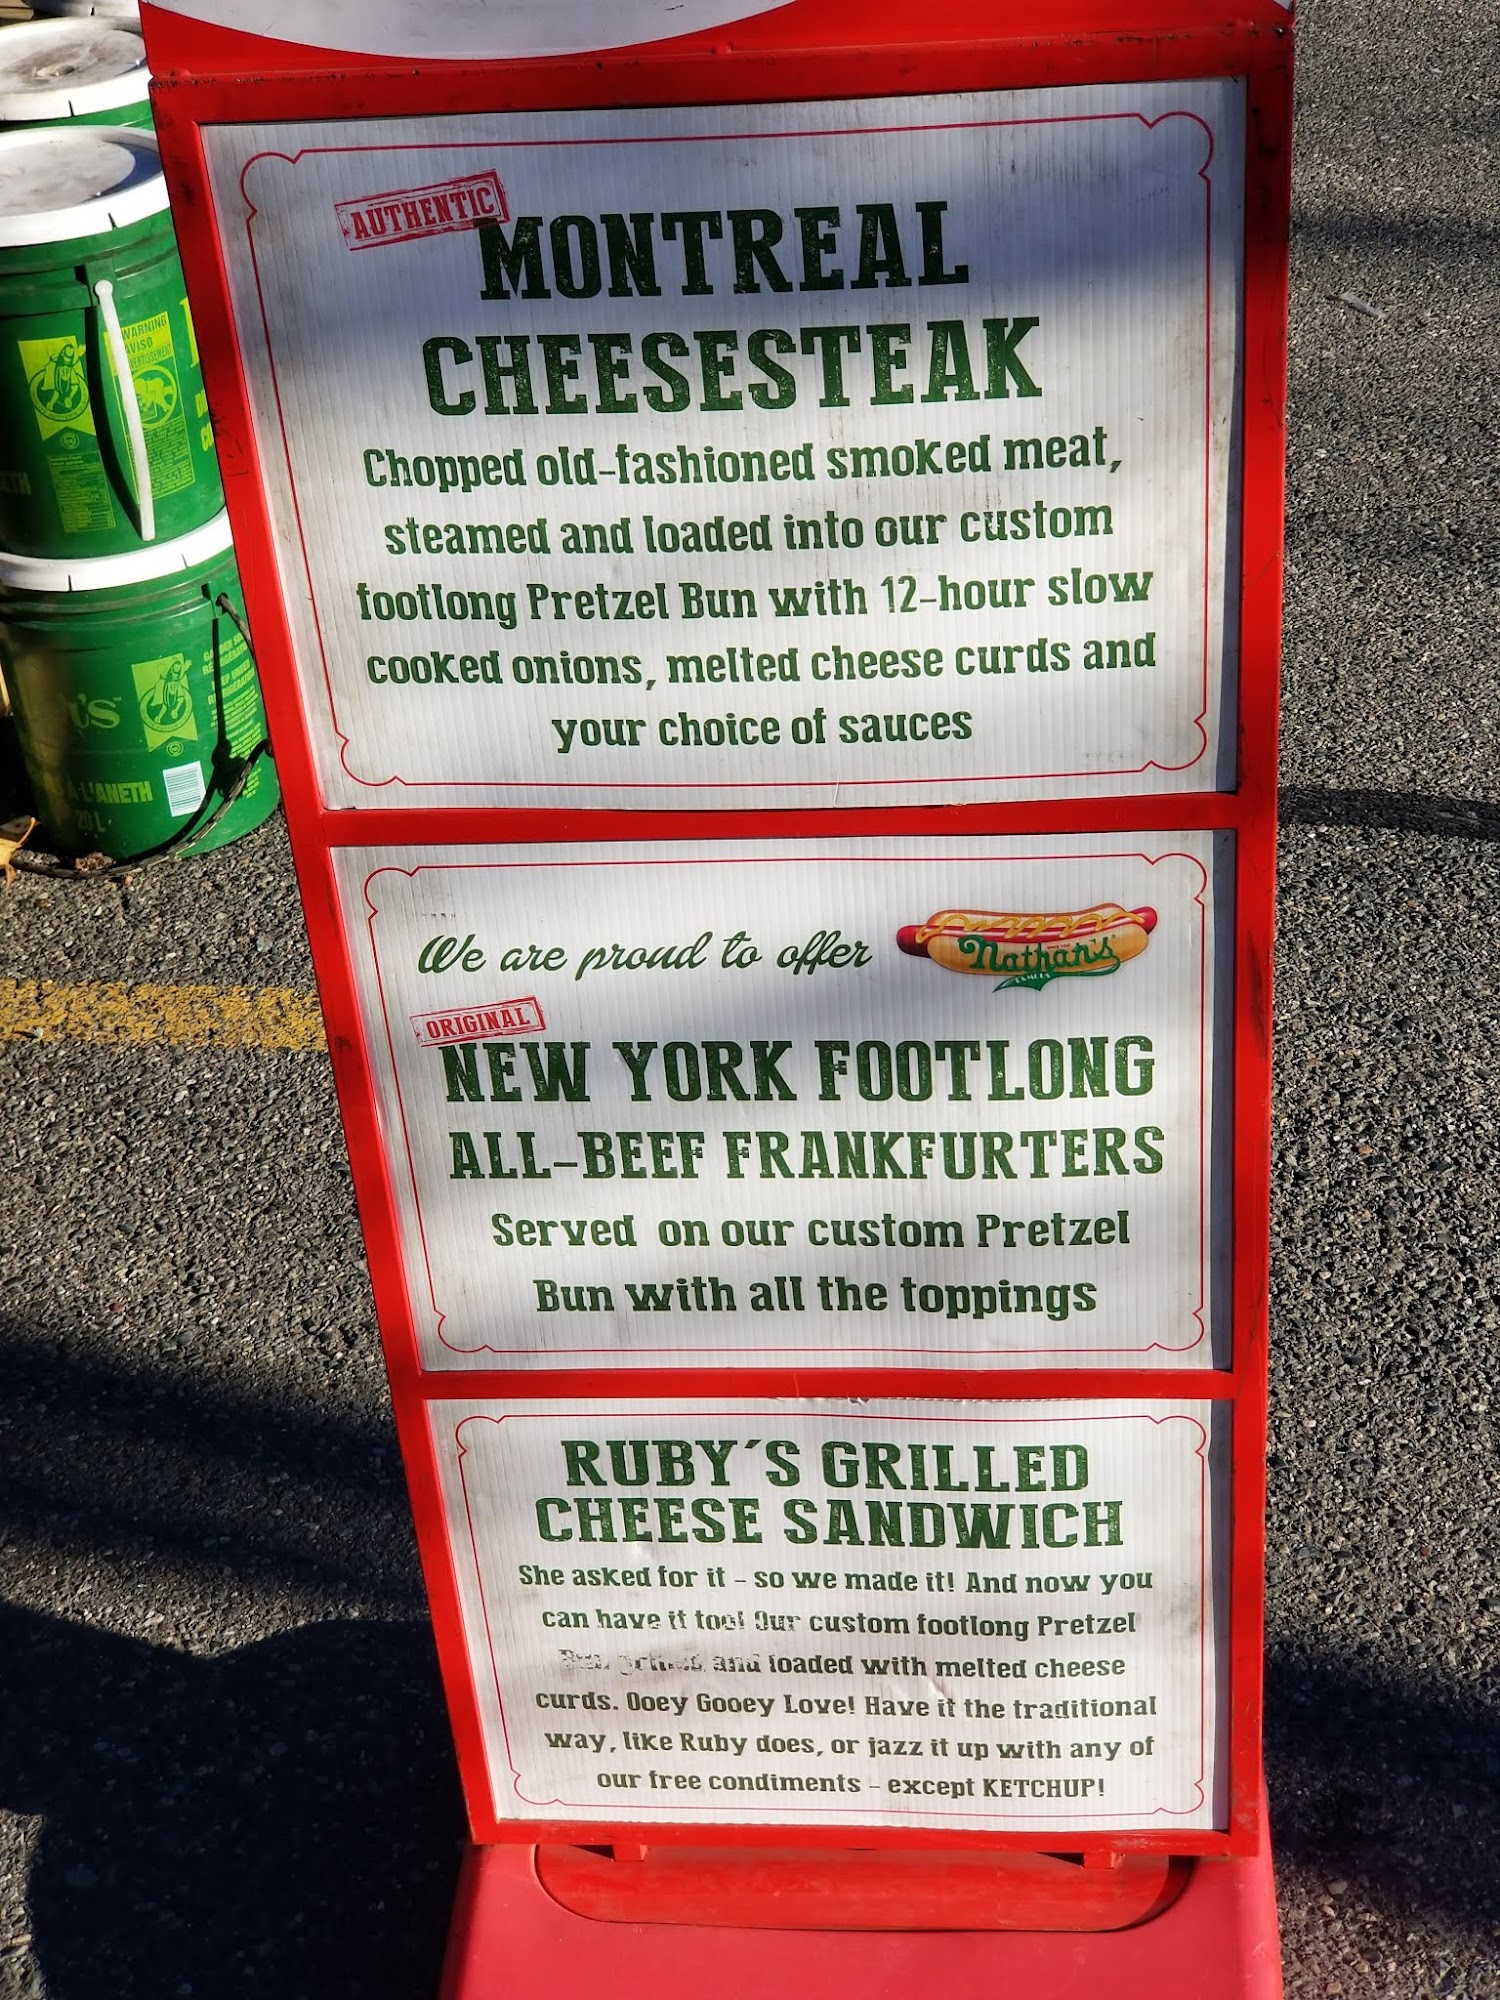 AUTHENTIC
MONTREAL
CHEESESTEAK
Chopped old-fashioned smoked meat,
steamed and loaded into our custom
footlong Pretzel Bun with 12-hour slow
cooked onions, melted cheese curds and
your choice of sauces
We are proud to offer
Nathan's
ORIGINAL
NEW YORK FOOTLONG
ALL-BEEF FRANKFURTERS
Served on our custom Pretzel
Bun with all the toppings
RUBY'S GRILLED
CHEESE SANDWICH
She asked for it - so we made it! And now you
can have it too! Our custom footlong Pretzel
and loaded with melted cheese
curds. Ooey Gooey Love! Have it the traditional
way, like Ruby does, or jazz it up with any of
our free condiments - except KETCHUP!
WARNING
AVISO
L'ANETH
20 L